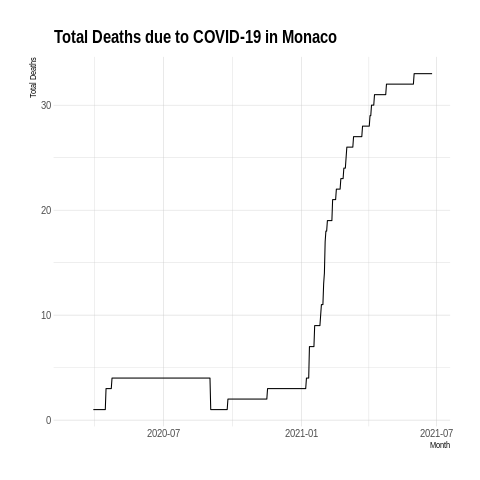 Total Deaths due to COVID-19 in Monaco
Total Deaths
30
20
10
0
2020-07
2021-01
2021-07
Month